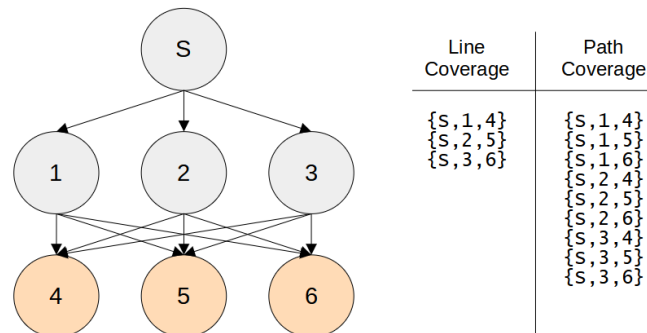 S
1 2 3
4 5 6
Line Coverage
{s,1,4}
{s,2,5}
{s,3,6}
Path Coverage
{s,1,4}
{s,1,5}
{s,1,6}
{s,2,4}
{s,2,5}
{s,2,6}
{s,3,4}
{s,3,5}
{s,3,6}